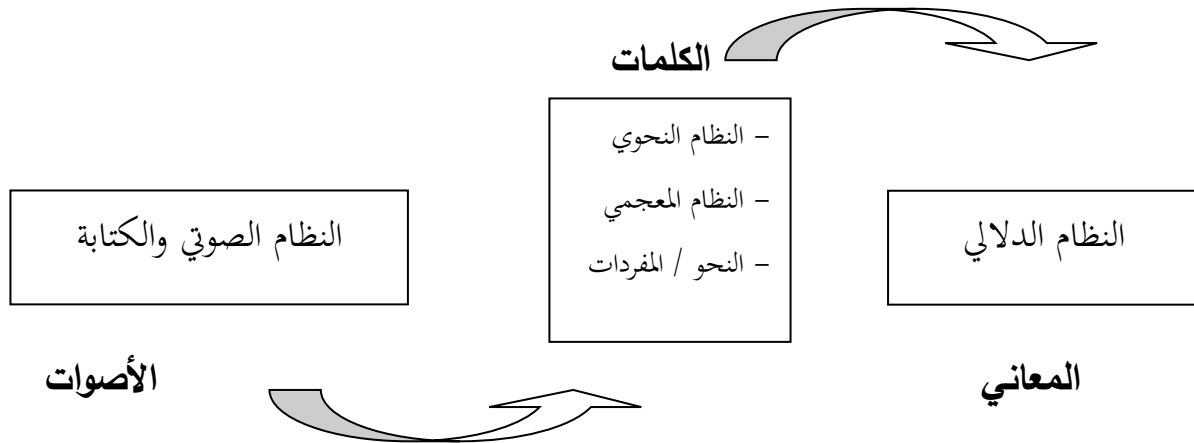 الكلمات
– النظام النحوي
– النظام المعجمي
– النحو / المفردات
النظام الدلالي
النظام الصوتي والكتابة
المعاني
الأصوات